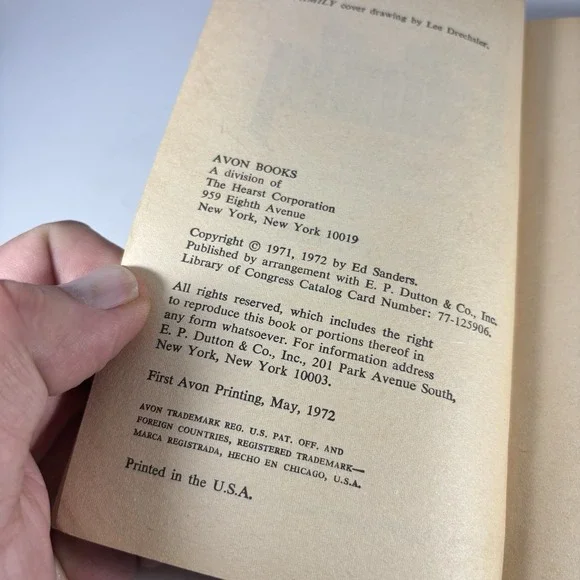 FAMILY cover drawing by Lee Drechsler.
AVON BOOKS
A division of
The Hearst Corporation
959 Eighth Avenue
New York, New York 10019
Copyright © 1971, 1972 by Ed Sanders.
Published by arrangement with E. P. Dutton & Co., Inc.
Library of Congress Catalog Card Number: 77-125906.
All rights reserved, which includes the right
to reproduce this book or portions thereof in
any form whatsoever. For information address
E. P. Dutton & Co., Inc., 201 Park Avenue South,
New York, New York 10003.
First Avon Printing, May, 1972
AVON TRADEMARK REG. U.S. PAT. OFF. AND
FOREIGN COUNTRIES, REGISTERED TRADEMARK—
MARCA REGISTRADA, HECHO EN CHICAGO, U.S.A.
Printed in the U.S.A.